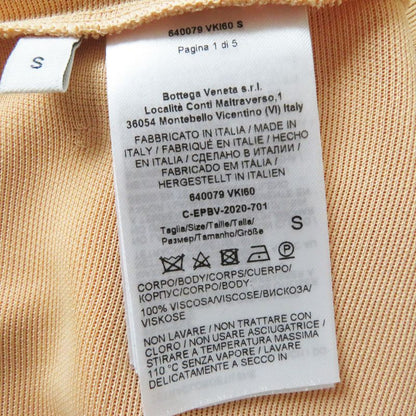 640079 VKI60 S
Pagina 1 di 5
S
Bottega Veneta s.r.l.
Località Conti Maltraverso,1
36054 Montebello Vicentino (VI) Italy
FABBRICATO IN ITALIA / MADE IN
ITALY / FABRIQUÉ EN ITALIE / HECHO
EN ITALIA / СДЕЛАНО В ИТАЛИИ /
FABRICADO EM ITÁLIA /
HERGESTELLT IN ITALIEN
640079 VKI60
C-EPBV-2020-701
Taglia/Size/Taille/Talla/
Размер/Tamanho/Größe
S
CORPO/BODY/CORPS/CUERPO/
КОРПУС/CORPO/BODY
100% VISCOSA/VISCOSE/ВИСКОЗА/
VISKOSE
NON LAVARE / NON TRATTARE CON
CLORO / NON USARE ASCIUGATRICE /
STIRARE A TEMPERATURA MASSIMA
110 °C SENZA VAPORE / LAVARE
DELICATAMENTE A SECCO IN